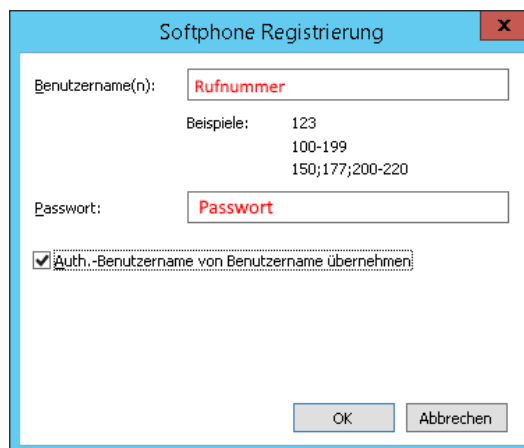 Softphone Registrierung
x
Benutzername(n): Rufnummer
Beispiele: 123
100-199
150;177;200-220
Passwort: Passwort
Auth.-Benutzername von Benutzername übernehmen
OK Abbrechen